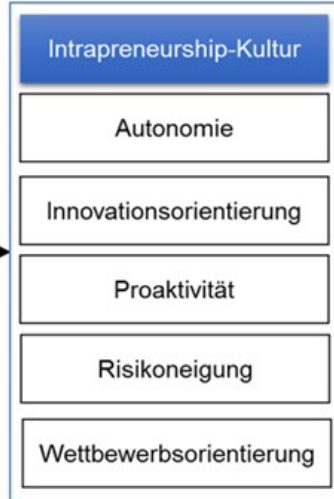 Intrapreneurship-Kultur
Autonomie
Innovationsorientierung
Proaktivität
Risikoneigung
Wettbewerbsorientierung